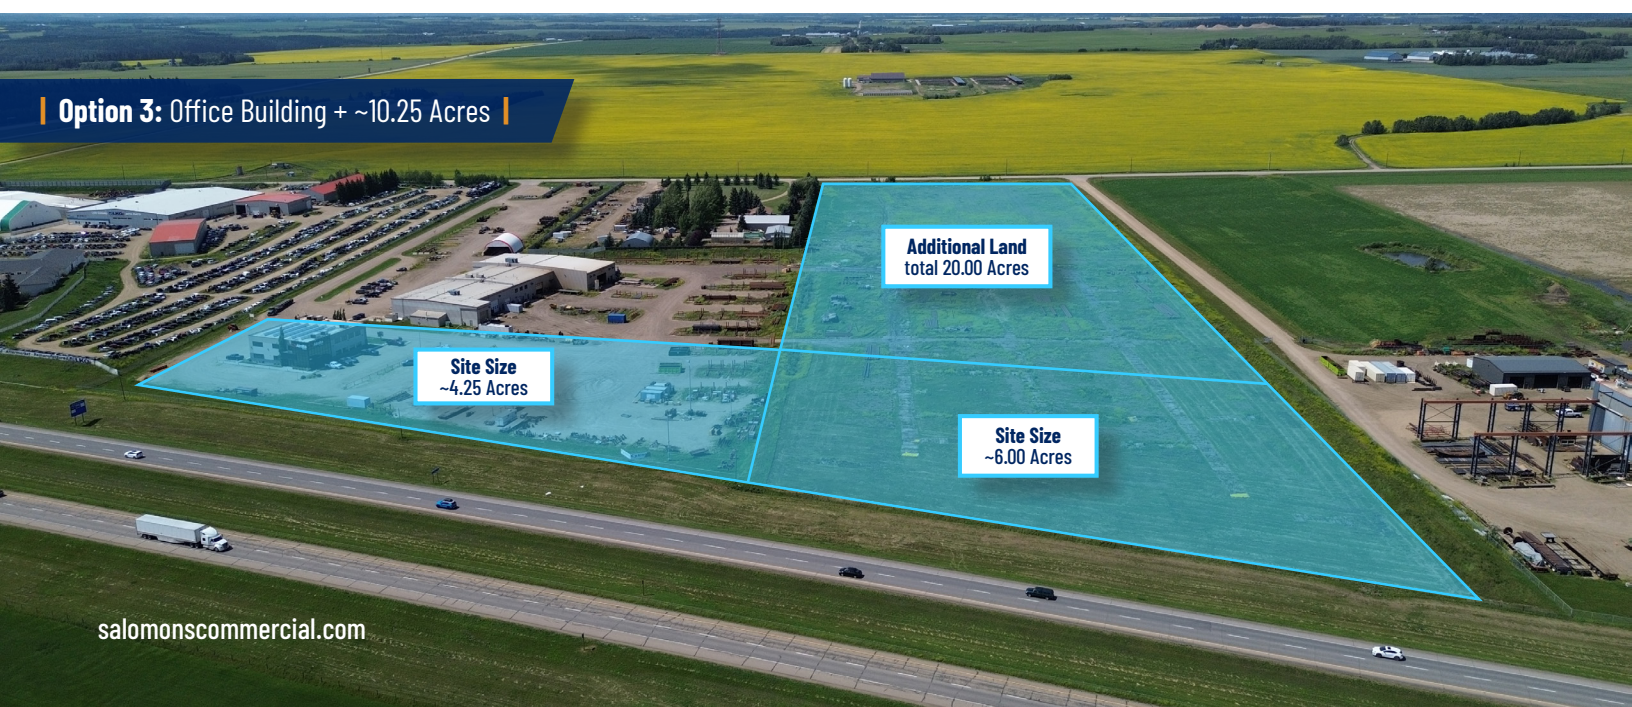 Option 3: Office Building + ~10.25 Acres
Additional Land
total 20.00 Acres
Site Size
~4.25 Acres
Site Size
~6.00 Acres
salomonscommercial.com